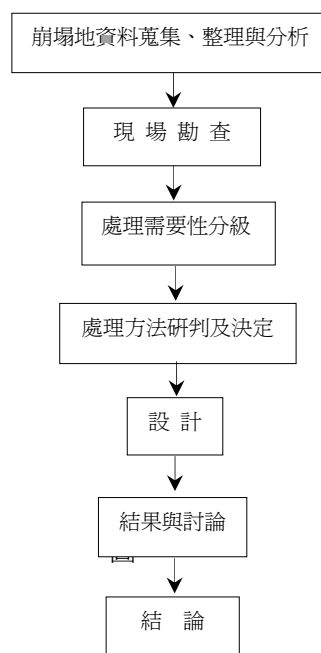 崩塌地資料蒐集、整理與分析
現 場 勘 查
處理需要性分級
處理方法研判及決定
設 計
結果與討論
結 論